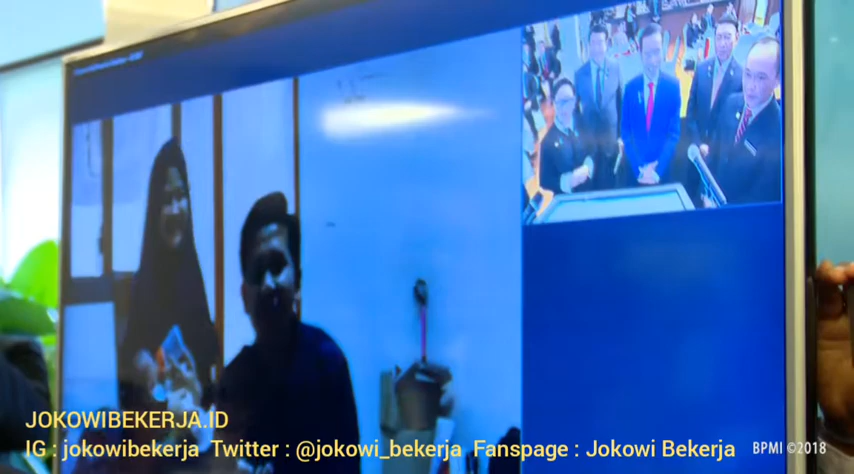 JOKOWIBEKERJA.ID
IG : jokowibekerja Twitter : @jokowi_bekerja Fanspage : Jokowi Bekerja
BPMI ©2018